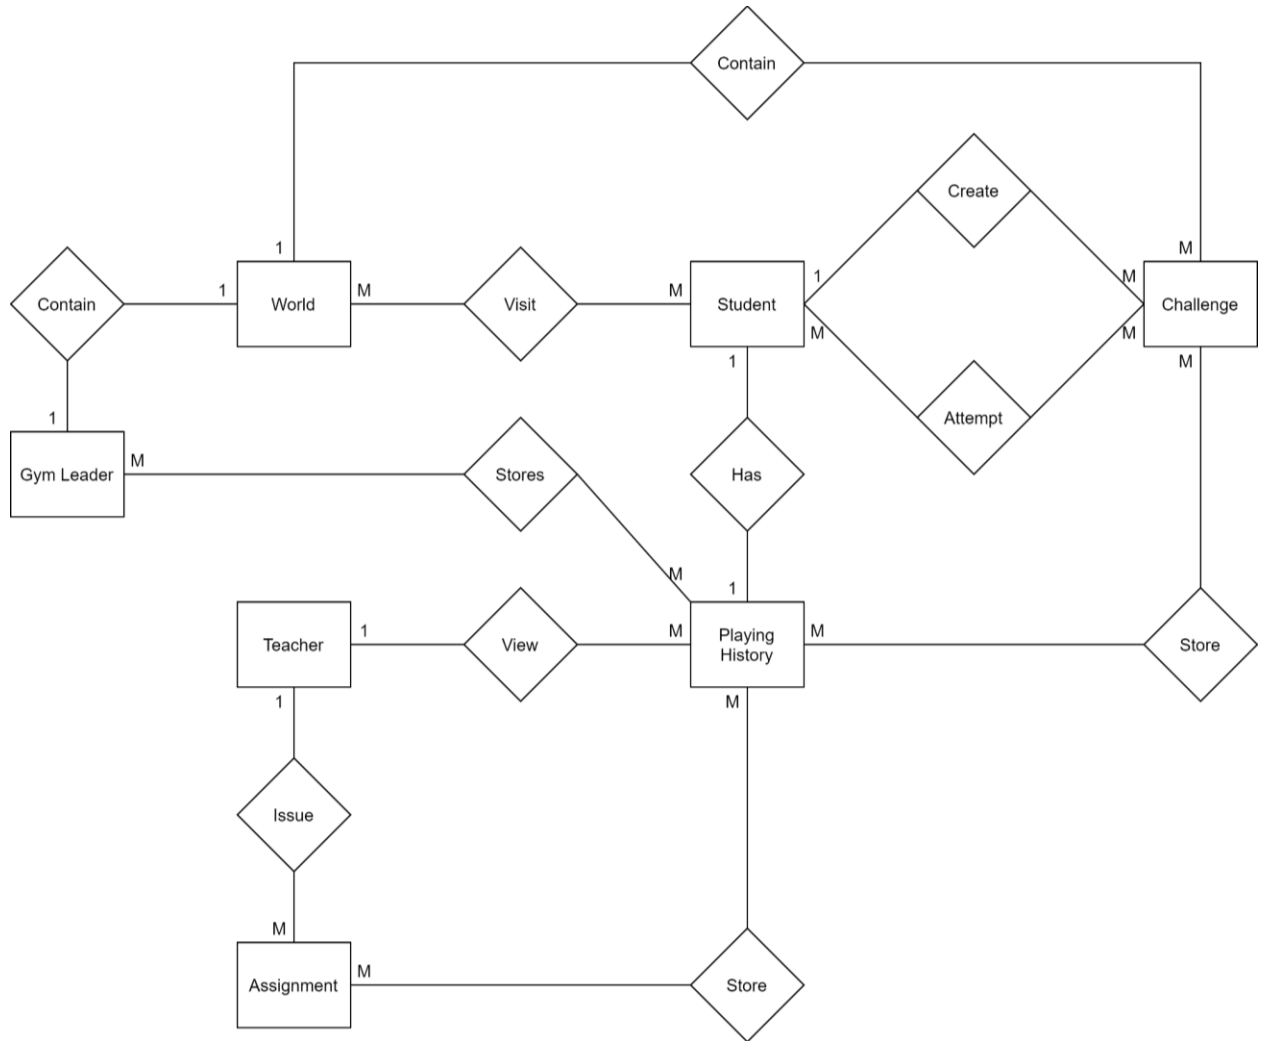 Contain
Create
1
M
Contain
1
World
M
Visit
M
Student
1
M
Challenge
M
M
1
M
1
Gym Leader
M
Stores
Has
Attempt
M
1
Teacher
1
View
M
Playing
History
M
Store
1
M
Issue
M
Assignment
M
Store